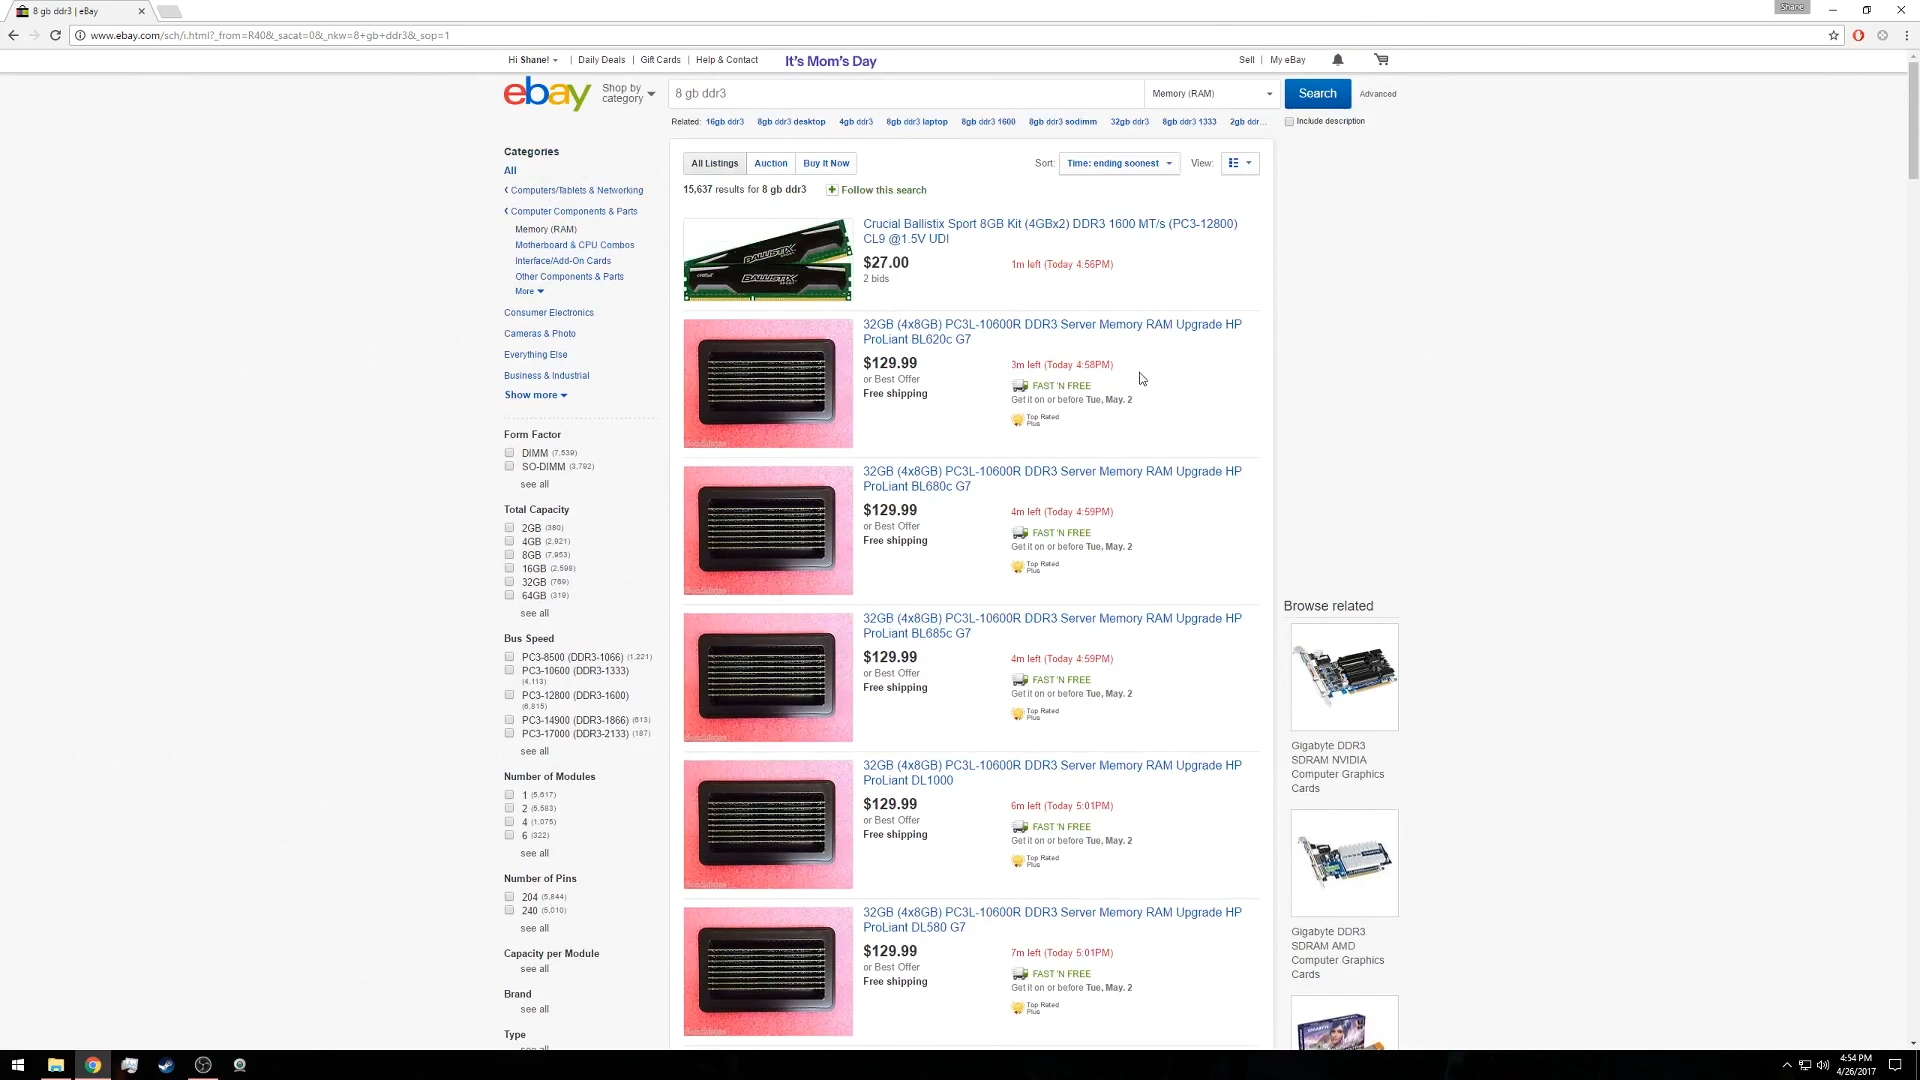 8 gb ddr3 | eBay
Shane
www.ebay.com/sch/i.html?_from=R40&_sacat=0&_nkw=8+gb+ddr3&_sop=1
Hi Shane! | Daily Deals | Gift Cards | Help & Contact
It's Mom's Day
Sell | My eBay
ebay
Shop by
category
8 gb ddr3
Memory (RAM)
Search
Advanced
Related: 16gb ddr3 8gb ddr3 desktop 4gb ddr3 8gb ddr3 laptop 8gb ddr3 1600 8gb ddr3 sodimm 32gb ddr3 8gb ddr3 1333 2gb ddr...
Include description
Categories
All
Computers/Tablets & Networking
Computer Components & Parts
Memory (RAM)
Motherboard & CPU Combos
Interface/Add-On Cards
Other Components & Parts
More
Consumer Electronics
Cameras & Photo
Everything Else
Business & Industrial
Show more
Form Factor
DIMM (7,539)
SO-DIMM (3,792)
see all
Total Capacity
2GB (380)
4GB (2,921)
8GB (7,953)
16GB (2,598)
32GB (769)
64GB (319)
see all
Bus Speed
PC3-8500 (DDR3-1066) (1,221)
PC3-10600 (DDR3-1333)
(4,113)
PC3-12800 (DDR3-1600)
(6,815)
PC3-14900 (DDR3-1866) (613)
PC3-17000 (DDR3-2133) (187)
see all
Number of Modules
1 (5,617)
2 (5,583)
4 (1,075)
6 (322)
see all
Number of Pins
204 (5,844)
240 (5,010)
see all
Capacity per Module
see all
Brand
see all
Type
All Listings Auction Buy It Now
Sort: Time: ending soonest View:
15,637 results for 8 gb ddr3
Follow this search
BALLISTIX
BALLISTIX
Crucial Ballistix Sport 8GB Kit (4GBx2) DDR3 1600 MT/s (PC3-12800)
CL9 @1.5V UDI
$27.00
1m left (Today 4:56PM)
2 bids
32GB (4x8GB) PC3L-10600R DDR3 Server Memory RAM Upgrade HP
ProLiant BL620c G7
$129.99
3m left (Today 4:58PM)
or Best Offer
FAST 'N FREE
Free shipping
Get it on or before Tue, May. 2
Top Rated
Plus
32GB (4x8GB) PC3L-10600R DDR3 Server Memory RAM Upgrade HP
ProLiant BL680c G7
$129.99
4m left (Today 4:59PM)
or Best Offer
FAST 'N FREE
Free shipping
Get it on or before Tue, May. 2
Top Rated
Plus
32GB (4x8GB) PC3L-10600R DDR3 Server Memory RAM Upgrade HP
ProLiant BL685c G7
$129.99
4m left (Today 4:59PM)
or Best Offer
FAST 'N FREE
Free shipping
Get it on or before Tue, May. 2
Top Rated
Plus
32GB (4x8GB) PC3L-10600R DDR3 Server Memory RAM Upgrade HP
ProLiant DL1000
$129.99
6m left (Today 5:01PM)
or Best Offer
FAST 'N FREE
Free shipping
Get it on or before Tue, May. 2
Top Rated
Plus
32GB (4x8GB) PC3L-10600R DDR3 Server Memory RAM Upgrade HP
ProLiant DL580 G7
$129.99
7m left (Today 5:01PM)
or Best Offer
FAST 'N FREE
Free shipping
Get it on or before Tue, May. 2
Top Rated
Plus
Browse related
Gigabyte DDR3
SDRAM NVIDIA
Computer Graphics
Cards
Gigabyte DDR3
SDRAM AMD
Computer Graphics
Cards
4:54 PM
4/26/2017